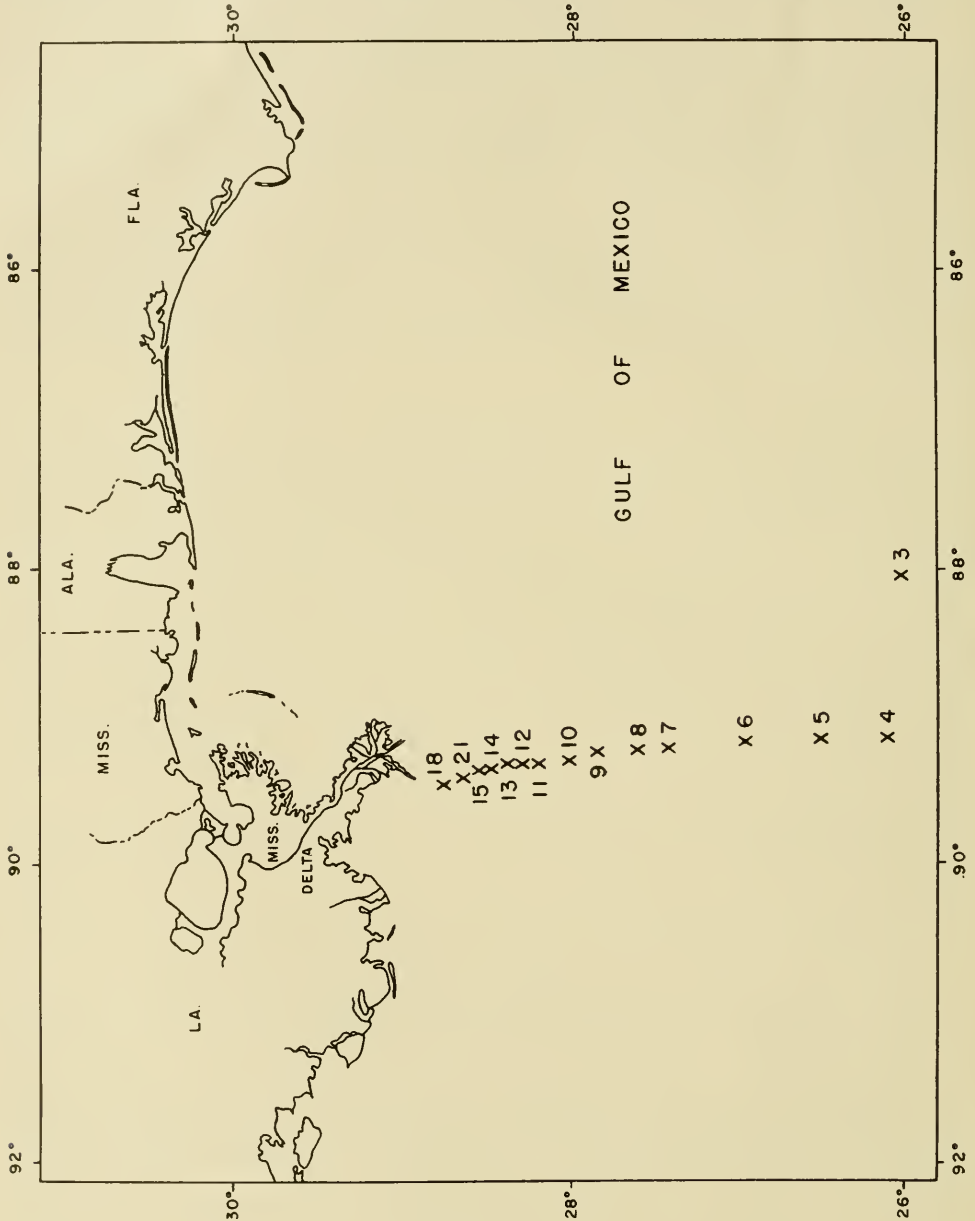 92° 90° 88° 86°
ALA.
MISS.
FLA.
LA.
30° 30°
MISS.
DELTA
X 18
X 21
15 X
X 14
13 X
X 12
11 X
X 10
28° 28°
9 X
GULF OF MEXICO
X 8
X 7
X 6
X 5
X 4
X 3
26° 26°
92° 90° 88° 86°